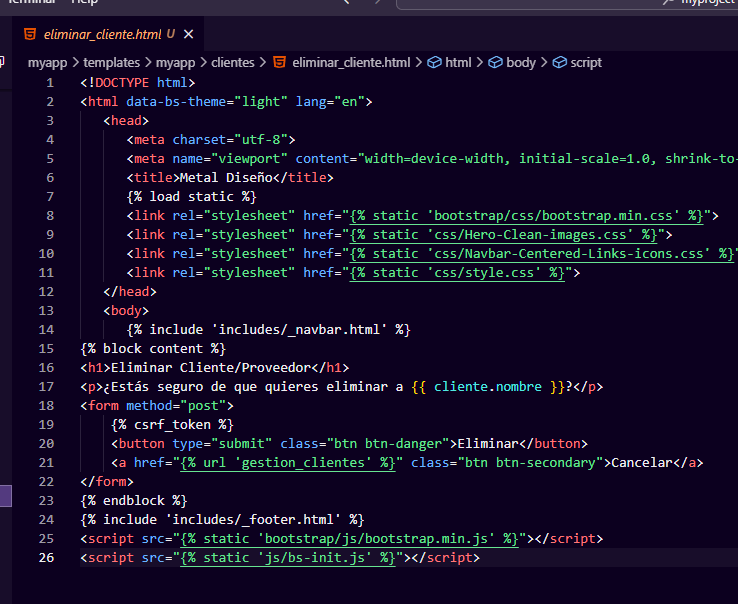 Terminal Help myproject
eliminar_cliente.html U
myapp > templates > myapp > clientes > eliminar_cliente.html > html > body > script
1 <!DOCTYPE html>
2 <html data-bs-theme="light" lang="en">
3 <head>
4 <meta charset="utf-8">
5 <meta name="viewport" content="width=device-width, initial-scale=1.0, shrink-to-
6 <title>Metal Diseño</title>
7 {% load static %}
8 <link rel="stylesheet" href="{% static 'bootstrap/css/bootstrap.min.css' %}">
9 <link rel="stylesheet" href="{% static 'css/Hero-Clean-images.css' %}">
10 <link rel="stylesheet" href="{% static 'css/Navbar-Centered-Links-icons.css' %}"
11 <link rel="stylesheet" href="{% static 'css/style.css' %}">
12 </head>
13 <body>
14 {% include 'includes/_navbar.html' %}
15 {% block content %}
16 <h1>Eliminar Cliente/Proveedor</h1>
17 <p>¿Estás seguro de que quieres eliminar a {{ cliente.nombre }}?</p>
18 <form method="post">
19 {% csrf_token %}
20 <button type="submit" class="btn btn-danger">Eliminar</button>
21 <a href="{% url 'gestion_clientes' %}" class="btn btn-secondary">Cancelar</a>
22 </form>
23 {% endblock %}
24 {% include 'includes/_footer.html' %}
25 <script src="{% static 'bootstrap/js/bootstrap.min.js' %}"></script>
26 <script src="{% static 'js/bs-init.js' %}"></script>